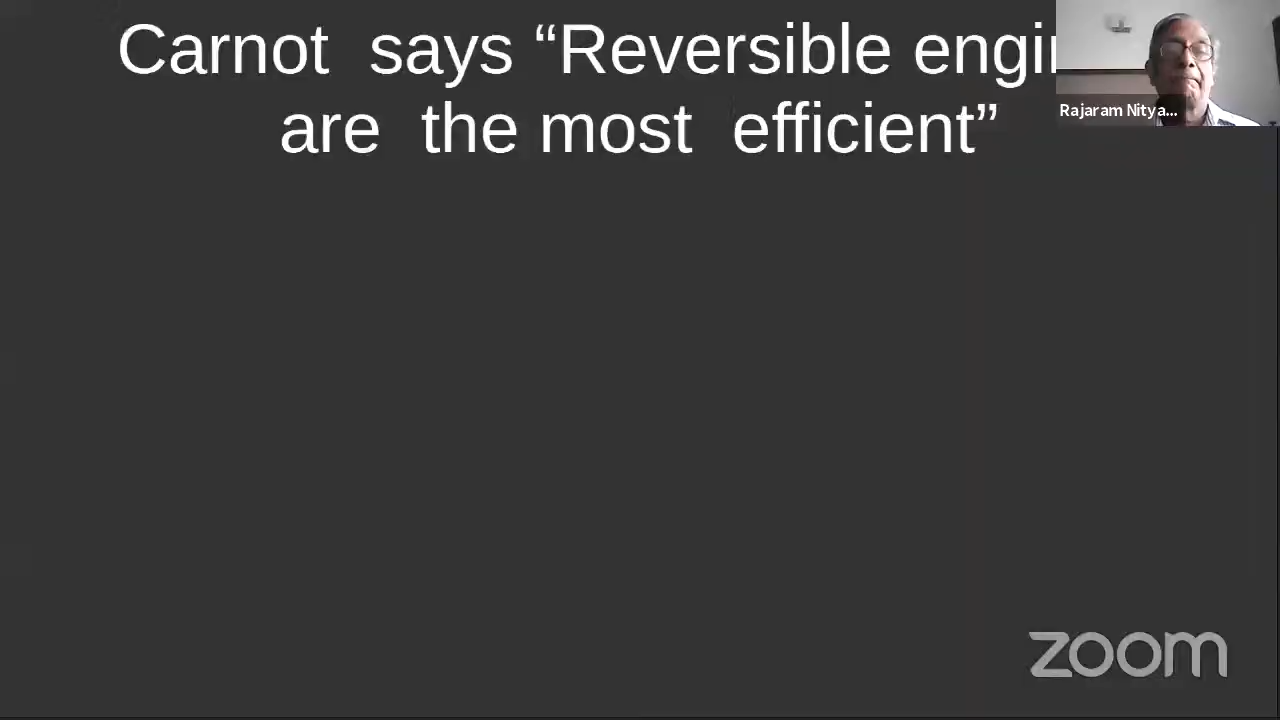 Carnot says “Reversible engi
are the most efficient”
Rajaram Nitya...
zoom